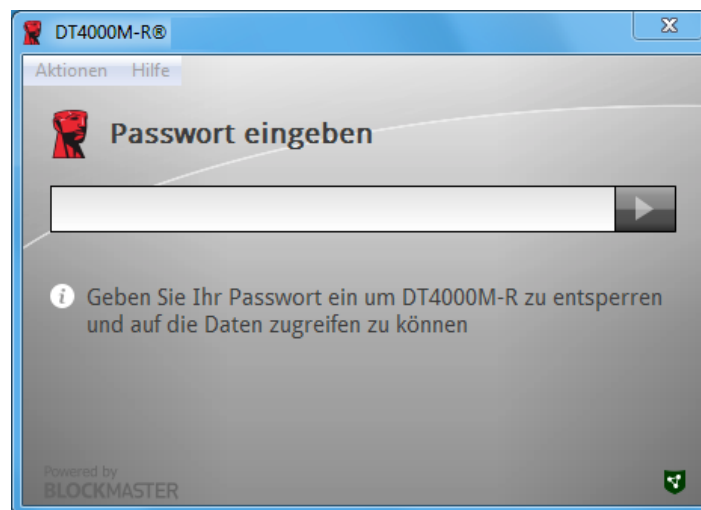 DT4000M-R®
Aktionen Hilfe
Passwort eingeben
Geben Sie Ihr Passwort ein um DT4000M-R zu entsperren
und auf die Daten zugreifen zu können
Powered by
BLOCKMASTER